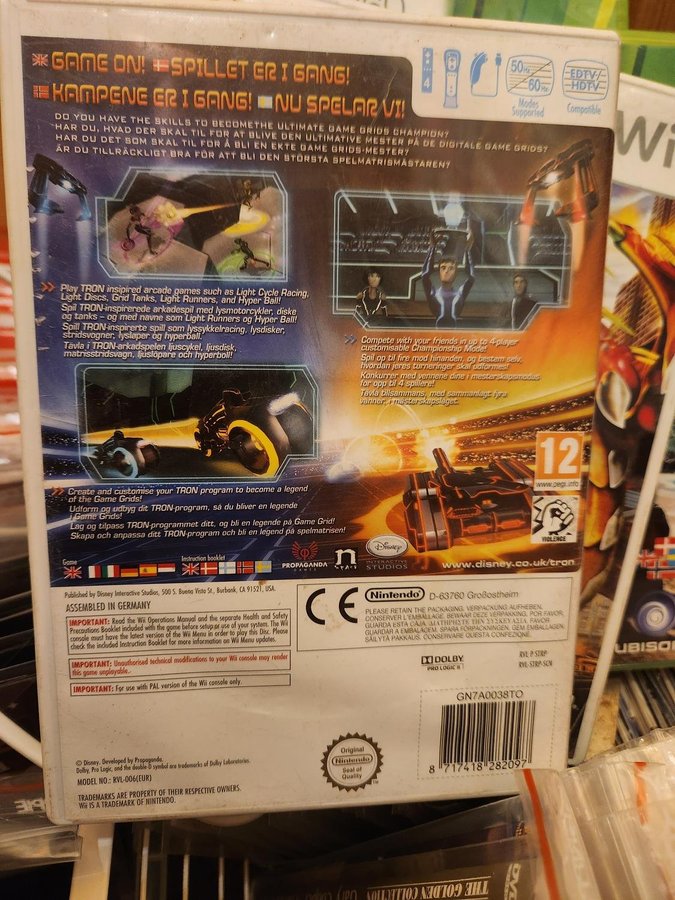 GAME ON! SPILLET ER I GANG!
KAMPENE ER I GANG! NU SPELAR VI!
DO YOU HAVE THE SKILLS TO BECOMETHE ULTIMATE GAME GRIDS CHAMPION?
HAR DU, HVAD DER SKAL TIL FOR AT BLIVE DEN ULTIMATIVE MESTER PÅ DE DIGITALE GAME GRIDS?
HAR DU DET SOM SKAL TIL FOR Å BLI EN EKTE GAME GRIDS-MESTER?
ÄR DU TILLRÄCKLIGT BRA FÖR ATT BLI DEN STÖRSTA SPELMATRISMÄSTAREN?
4
50Hz
60Hz
Modes
Supported
EDTV/
HDTV
Compatible
Wi
Play TRON inspired arcade games such as Light Cycle Racing,
Light Discs, Grid Tanks, Light Runners, and Hyper Ball!
Spil TRON-inspirerede arkadespil med lysmotorcykler, diske
og tanks – og med navne som Light Runners og Hyper Ball!
Spill TRON-inspirerte spill som lyssykkelracing, lysdisker,
stridsvogner, lysløper og hyperball.
Tävla i TRON-arkadspelen ljuscykel, ljusdisk,
matrisstridsvagn, ljuslöpare och hyperboll!
Compete with your friends in up to 4-player
customisable Championship Mode!
Spil op til fire mod hinanden, og bestem selv,
hvordan jeres turneringer skal udformes!
Konkurrer med vennene dine i mesterskapsmodus
for opp til 4 spillere!
Tävla tillsammans, med sammanlagt fyra
vänner, i mästerskapsläget.
Create and customise your TRON program to become a legend
of the Game Grids!
Udform og udbyg dit TRON-program, så du bliver en legende
i Game Grids!
Lag og tilpass TRON-programmet ditt, og bli en legende på Game Grid!
Skapa och anpassa ditt TRON-program och bli en legend på spelmatrisen!
12
www.pegi.info
VIOLENCE
Game
Instruction booklet
PROPAGANDA
GAMES
n
SPACE
Disney
INTERACTIVE
STUDIOS
www.disney.co.uk/tron
Published by Disney Interactive Studios, 500 S. Buena Vista St., Burbank, CA 91521, USA.
ASSEMBLED IN GERMANY
IMPORTANT: Read the Wii Operations Manual and the separate Health and Safety
Precautions Booklet included with the game before setup or use of your system. The Wii
console must have the latest version of the Wii Menu in order to play this Disc. Please
check the included Instruction Booklet for more information on Wii Menu updates.
IMPORTANT: Unauthorised technical modifications to your Wii console may render
this game unplayable.
IMPORTANT: For use with PAL version of the Wii console only.
CE
Nintendo
D-63760 Großostheim
PLEASE RETAIN THE PACKAGING. VERPACKUNG AUFHEBEN.
CONSERVER L'EMBALLAGE. BEWAAR DEZE VERPAKKING. POR FAVOR,
GUARDA ESTA CAJA.
GUARDAR A EMBALAGEM. SPAR FÖRPACKNINGEN. GEM EMBALLAGEN.
SÄILYTÄ PAKKAUS. CONSERVATE QUESTA CONFEZIONE.
DOLBY
PRO LOGIC II
RVL-P-STRP
RVL-STRP-SCN
GN7A0038TO
8 717418 282097
Original
Nintendo
Seal of
Quality
© Disney. Developed by Propaganda.
Dolby, Pro Logic, and the double-D symbol are trademarks of Dolby Laboratories.
MODEL NO.: RVL-006(EUR)
TRADEMARKS ARE PROPERTY OF THEIR RESPECTIVE OWNERS.
Wii IS A TRADEMARK OF NINTENDO.
UBISO
THE GOLDEN COLLECTION